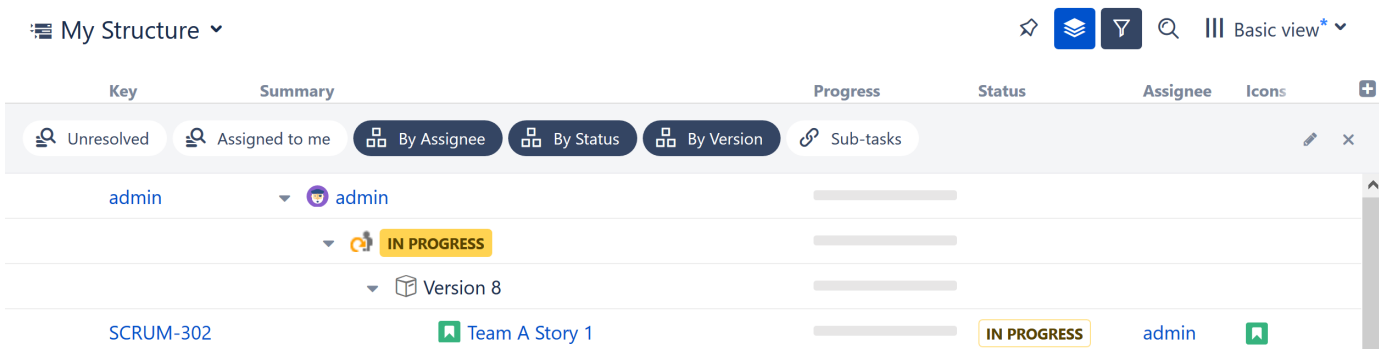 My Structure
Basic view*
Key Summary Progress Status Assignee Icons
Unresolved Assigned to me By Assignee By Status By Version Sub-tasks
admin admin
IN PROGRESS
Version 8
SCRUM-302 Team A Story 1 IN PROGRESS admin